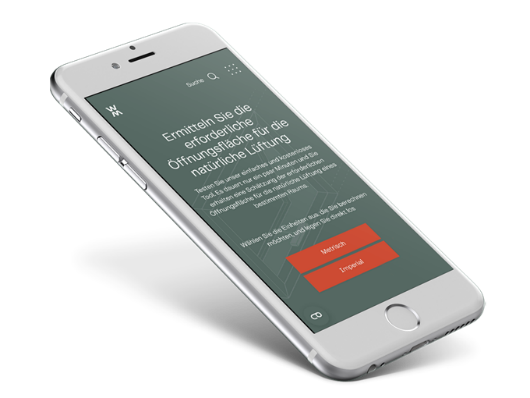 Suche
WM
Ermitteln Sie die
erforderliche
Öffnungsfläche für die
natürliche Lüftung
Testen Sie unser einfaches und kostenloses
Tool. Es dauert nur ein paar Minuten und Sie
erhalten eine Schätzung der erforderlichen
Öffnungsfläche für die natürliche Lüftung eines
bestimmten Raums.
Wählen Sie die Einheiten aus, die Sie berechnen
möchten, und legen Sie direkt los
Metrisch
Imperial